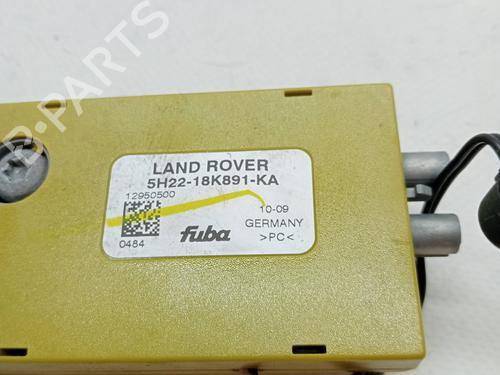 LAND ROVER
5H22-18K891-KA
12950500
10-09
GERMANY
0484
fuba
>PC<
B-PARTS